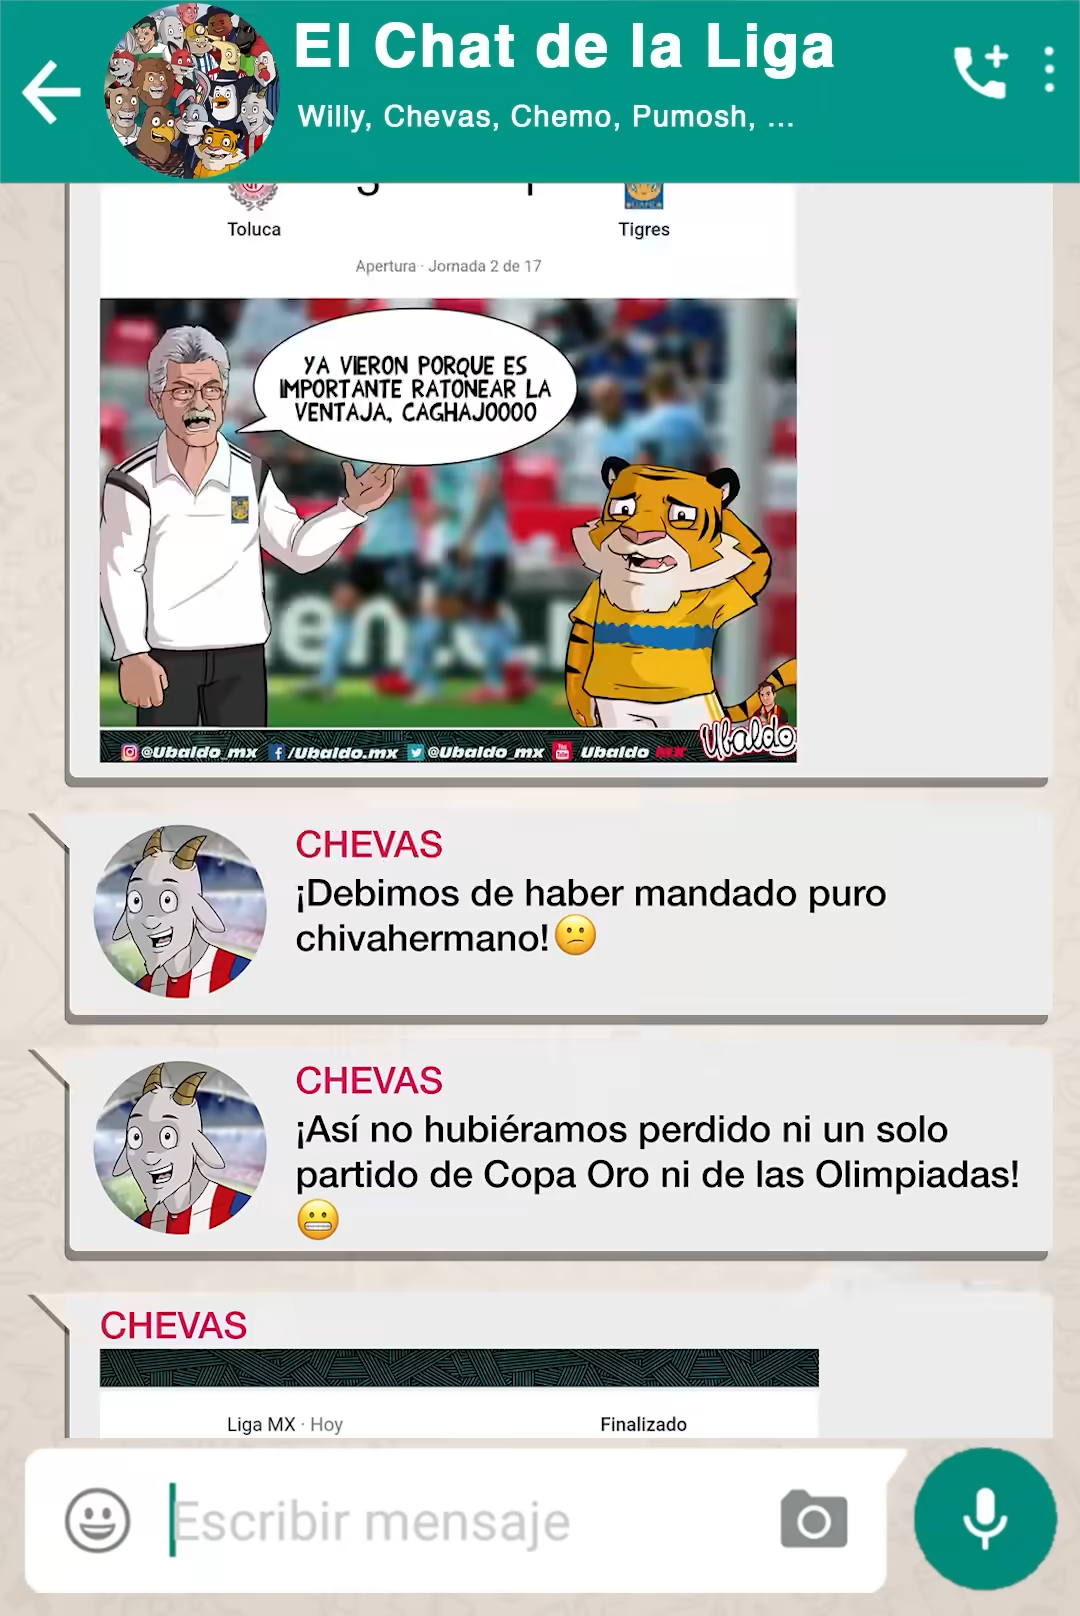 El Chat de la Liga
Willy, Chevas, Chemo, Pumosh, ...
Toluca
Tigres
Apertura · Jornada 2 de 17
YA VIERON PORQUE ES
IMPORTANTE RATONEAR LA
VENTAJA, CAGHAJOOOO
@Ubaldo_mx /Ubaldo.mx @Ubaldo_mx Ubaldo MX
Ubaldo
CHEVAS
¡Debimos de haber mandado puro
chivahermano!😕
CHEVAS
¡Así no hubiéramos perdido ni un solo
partido de Copa Oro ni de las Olimpiadas!
😬
CHEVAS
Liga MX · Hoy
Finalizado
Escribir mensaje